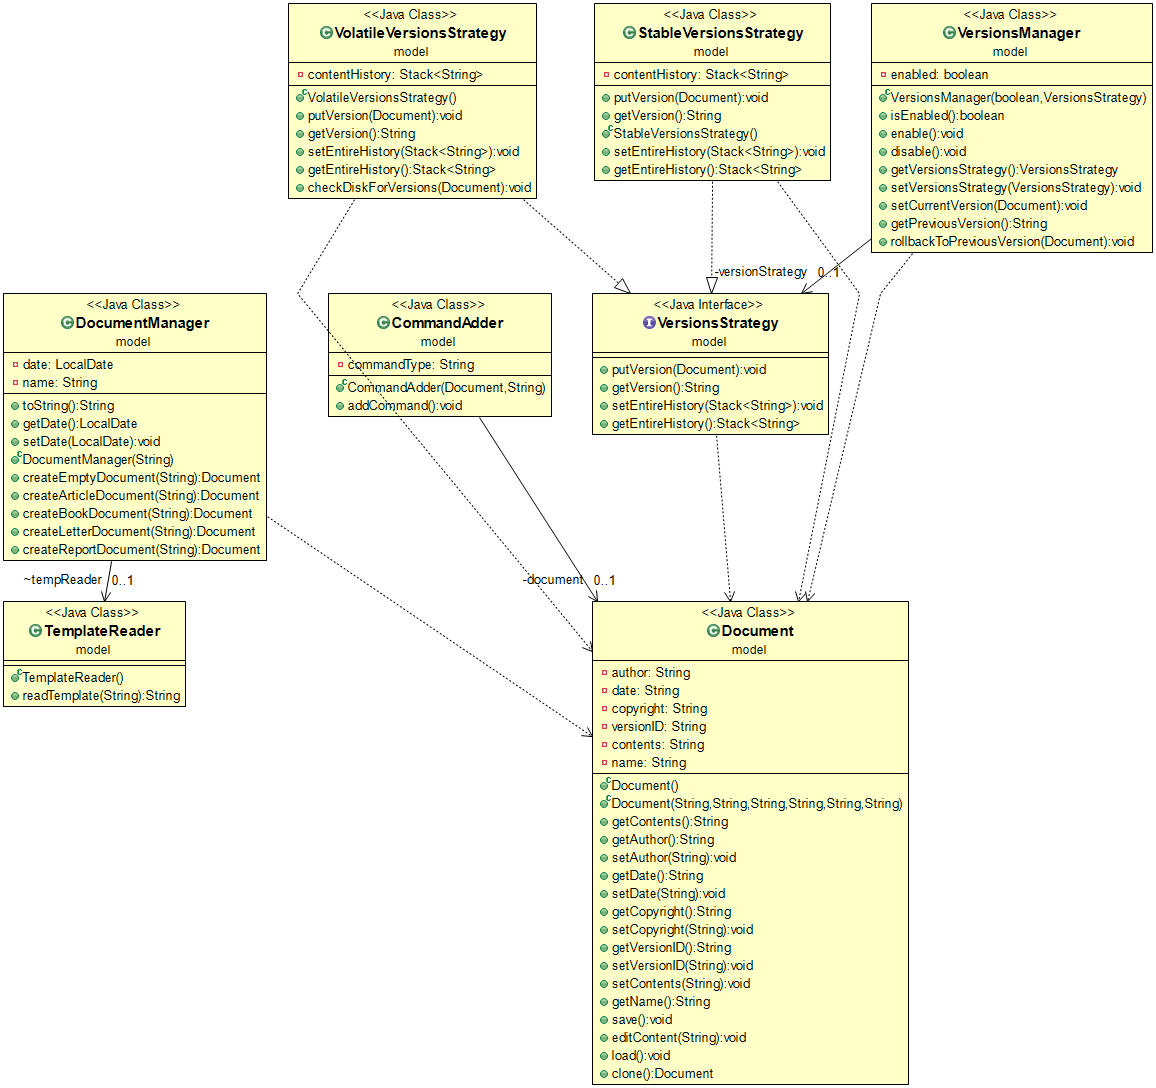 <<Java Class>>
VolatileVersionsStrategy
model
contentHistory: Stack<String>
VolatileVersionsStrategy()
putVersion(Document):void
getVersion():String
setEntireHistory(Stack<String>):void
getEntireHistory():Stack<String>
checkDiskForVersions(Document):void
<<Java Class>>
StableVersionsStrategy
model
contentHistory: Stack<String>
putVersion(Document):void
getVersion():String
StableVersionsStrategy()
setEntireHistory(Stack<String>):void
getEntireHistory():Stack<String>
<<Java Class>>
VersionsManager
model
enabled: boolean
VersionsManager(boolean,VersionsStrategy)
isEnabled():boolean
enable():void
disable():void
getVersionsStrategy():VersionsStrategy
setVersionsStrategy(VersionsStrategy):void
setCurrentVersion(Document):void
getPreviousVersion():String
rollbackToPreviousVersion(Document):void
-versionStrategy 0..1
<<Java Class>>
DocumentManager
model
date: LocalDate
name: String
toString():String
getDate():LocalDate
setDate(LocalDate):void
DocumentManager(String)
createEmptyDocument(String):Document
createArticleDocument(String):Document
createBookDocument(String):Document
createLetterDocument(String):Document
createReportDocument(String):Document
<<Java Class>>
CommandAdder
model
commandType: String
CommandAdder(Document,String)
addCommand():void
<<Java Interface>>
VersionsStrategy
model
putVersion(Document):void
getVersion():String
setEntireHistory(Stack<String>):void
getEntireHistory():Stack<String>
~tempReader 0..1
-document 0..1
<<Java Class>>
TemplateReader
model
TemplateReader()
readTemplate(String):String
<<Java Class>>
Document
model
author: String
date: String
copyright: String
versionID: String
contents: String
name: String
Document()
Document(String,String,String,String,String,String)
getContents():String
getAuthor():String
setAuthor(String):void
getDate():String
setDate(String):void
getCopyright():String
setCopyright(String):void
getVersionID():String
setVersionID(String):void
setContents(String):void
getName():String
save():void
editContent(String):void
load():void
clone():Document